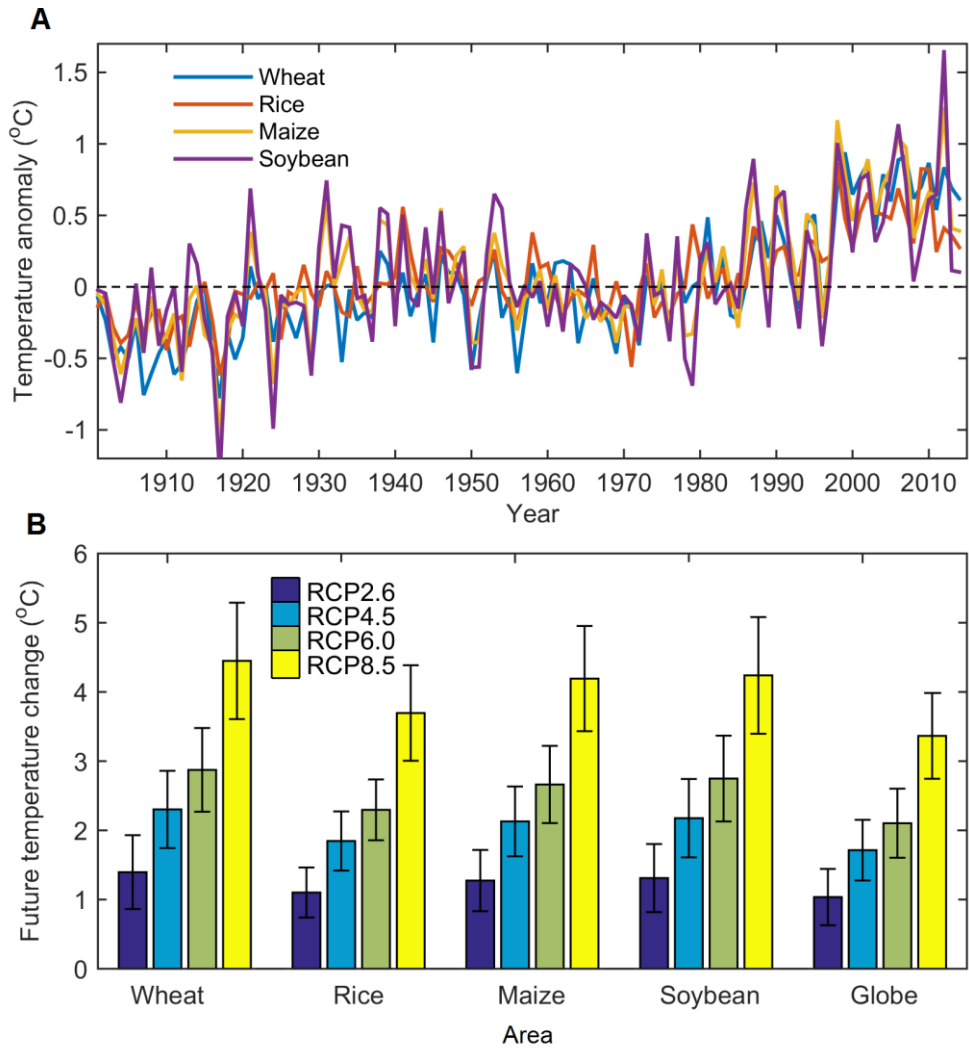 A
Temperature anomaly (°C)
1.5
1
0.5
0
-0.5
-1
Wheat
Rice
Maize
Soybean
1910 1920 1930 1940 1950 1960 1970 1980 1990 2000 2010
Year
B
Future temperature change (°C)
6
5
4
3
2
1
0
RCP2.6
RCP4.5
RCP6.0
RCP8.5
Wheat Rice Maize Soybean Globe
Area